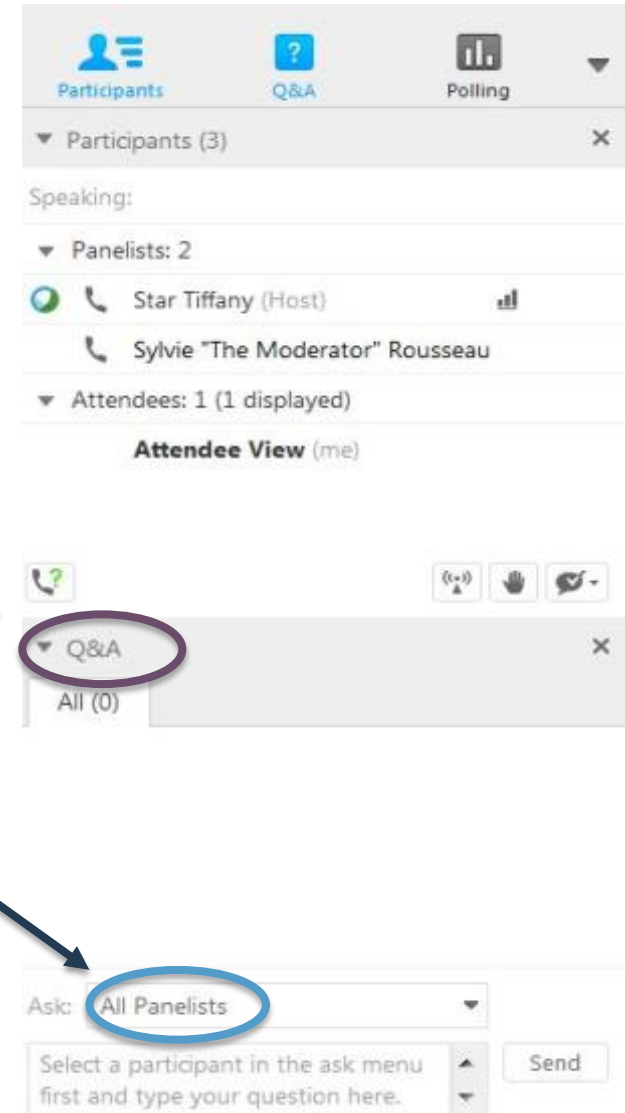 Participants Q&A Polling
Participants (3)
Speaking:
Panelists: 2
Star Tiffany (Host)
Sylvie "The Moderator" Rousseau
Attendees: 1 (1 displayed)
Attendee View (me)
Q&A
All (0)
Ask: All Panelists
Select a participant in the ask menu
first and type your question here.
Send